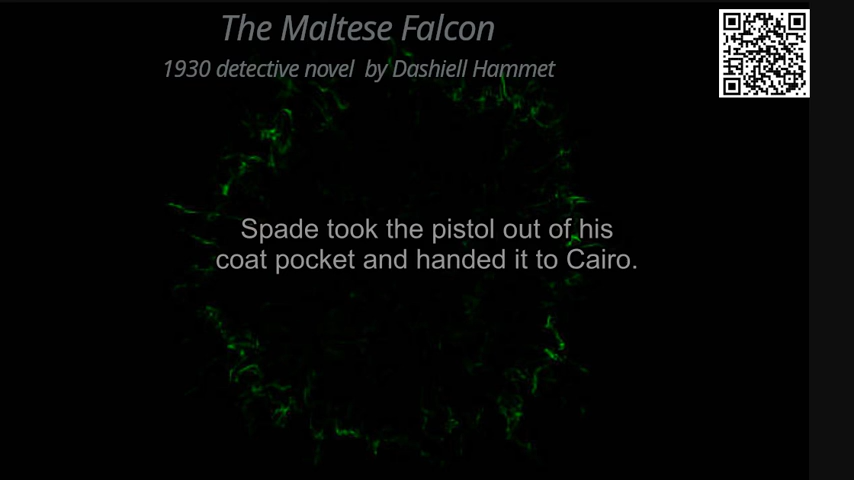 The Maltese Falcon
1930 detective novel by Dashiell Hammet
Spade took the pistol out of his
coat pocket and handed it to Cairo.